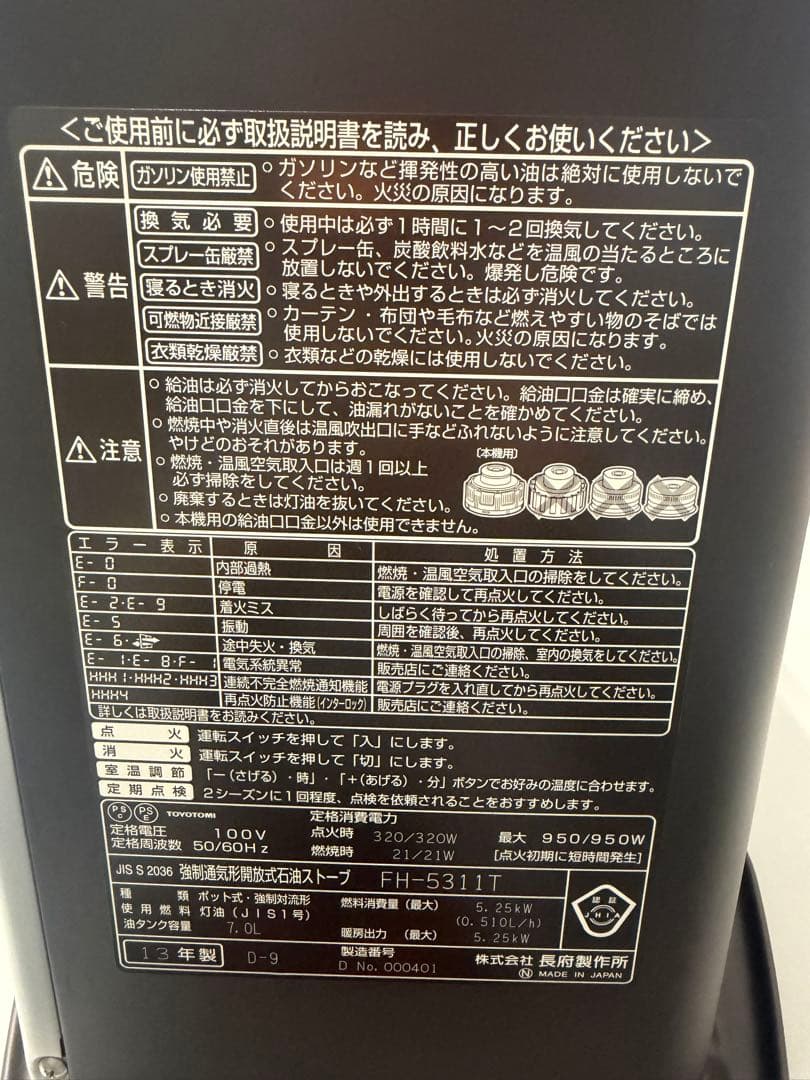 <ご使用前に必ず取扱説明書を読み、正しくお使いください>
危険 ガソリン使用禁止 ○ガソリンなど揮発性の高い油は絶対に使用しないで
ください。火災の原因になります。
警告
換気必要 ○使用中は必ず1時間に1~2回換気してください。
スプレー缶厳禁 ○スプレー缶、炭酸飲料水などを温風の当たるところに
放置しないでください。爆発し危険です。
寝るとき消火 ○寝るときや外出するときは必ず消火してください。
可燃物近接厳禁 ○カーテン・布団や毛布など燃えやすい物のそばでは
使用しないでください。火災の原因になります。
衣類乾燥厳禁 ○衣類などの乾燥には使用しないでください。
注意
○給油は必ず消火してからおこなってください。給油口口金は確実に締め、
給油口口金を下にして、油漏れがないことを確かめてください。
○燃焼中や消火直後は温風吹出口に手などふれないように注意してください。
やけどのおそれがあります。
[本機用]
○燃焼・温風空気取入口は週1回以上
必ず掃除をしてください。
○廃棄するときは灯油を抜いてください。
○本機用の給油口口金以外は使用できません。
エラー表示 原因 処置方法
E-0 内部過熱 燃焼・温風空気取入口の掃除をしてください。
F-0 停電 電源を確認して再点火してください。
E-2・E-9 着火ミス しばらく待ってから再点火してください。
E-5 振動 周囲を確認後、再点火してください。
E-6・ 途中失火・換気 燃焼・温風空気取入口の掃除、室内の換気をしてください。
E-1・E-8・F-1 電気系統異常 販売店にご連絡ください。
HHH1・HHH2・HHH3 連続不完全燃焼通知機能 電源プラグを入れ直してから再点火してください。
HHH4 再点火防止機能(インターロック) 販売店にご連絡ください。
詳しくは取扱説明書をお読みください。
点火 運転スイッチを押して「入」にします。
消火 運転スイッチを押して「切」にします。
室温調節 「-(さげる)・時」・「+(あげる)・分」ボタンでお好みの温度に合わせます。
定期点検 2シーズンに1回程度、点検を依頼されることをおすすめします。
PSC PSE TOYOTOMI 定格消費電力
定格電圧 100V 点火時 320/320W 最大 950/950W
定格周波数 50/60Hz 燃焼時 21/21W [点火初期に短時間発生]
JIS S 2036 強制通気形開放式石油ストーブ FH-5311T
種類 ポット式・強制対流形 燃料消費量(最大) 5.25kW
使用燃料 灯油(JIS1号) (0.510L/h)
油タンク容量 7.0L 暖房出力(最大) 5.25kW
認証
JHIA
13年製 D-9 製造番号
D No.000401
株式会社 長府製作所
Ⓝ MADE IN JAPAN